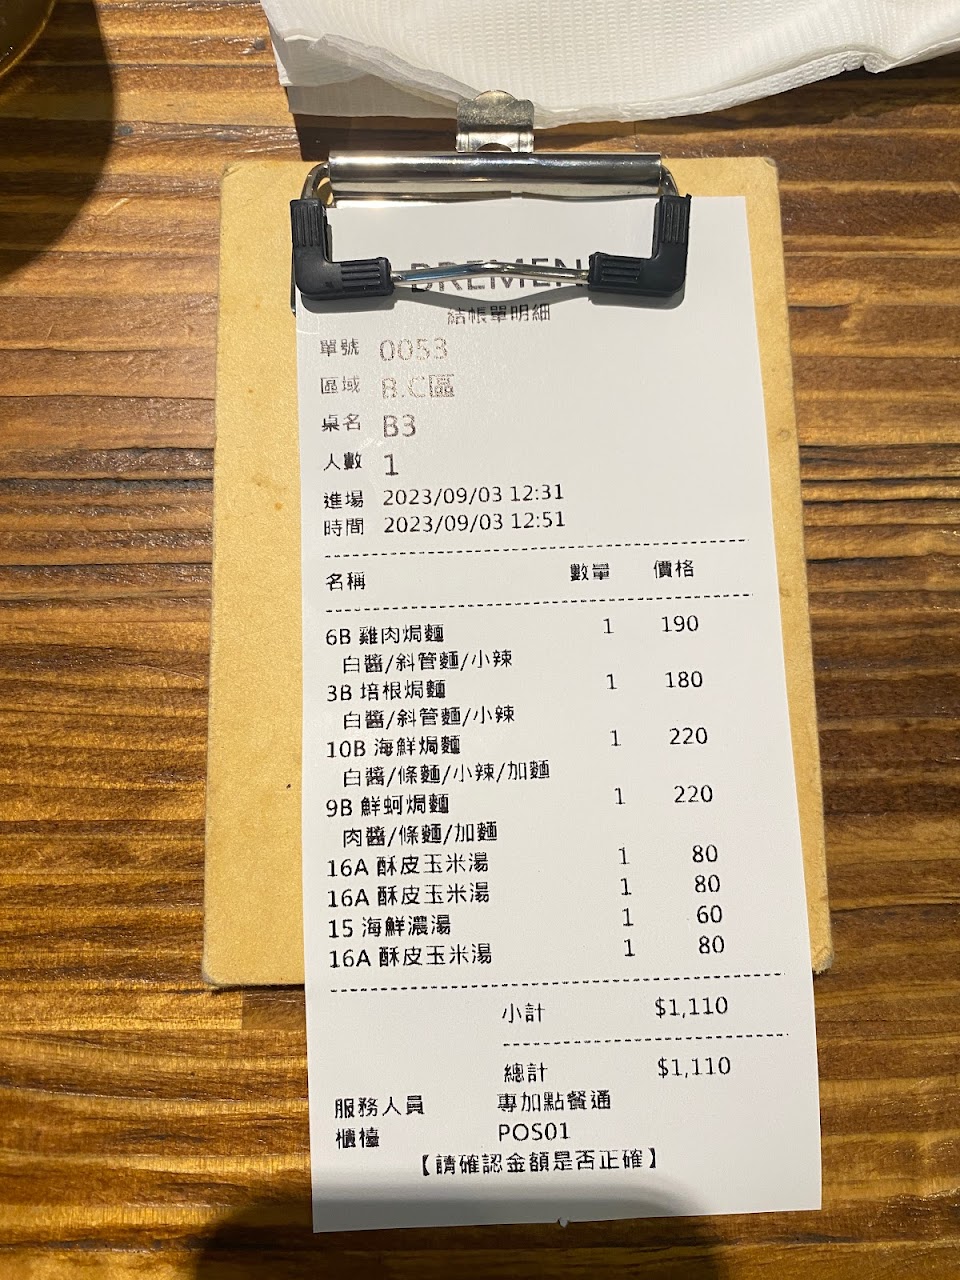 BREMEN
結帳單明細
單號 0053
區域 B.C區
桌名 B3
人數 1
進場 2023/09/03 12:31
時間 2023/09/03 12:51
名稱 數量 價格
6B 雞肉焗麵 1 190
白醬/斜管麵/小辣
3B 培根焗麵 1 180
白醬/斜管麵/小辣
10B 海鮮焗麵 1 220
白醬/條麵/小辣/加麵
9B 鮮蚵焗麵 1 220
肉醬/條麵/加麵
16A 酥皮玉米湯 1 80
16A 酥皮玉米湯 1 80
15 海鮮濃湯 1 60
16A 酥皮玉米湯 1 80
小計 $1,110
總計 $1,110
服務人員 專加點餐通
櫃檯 POS01
【請確認金額是否正確】